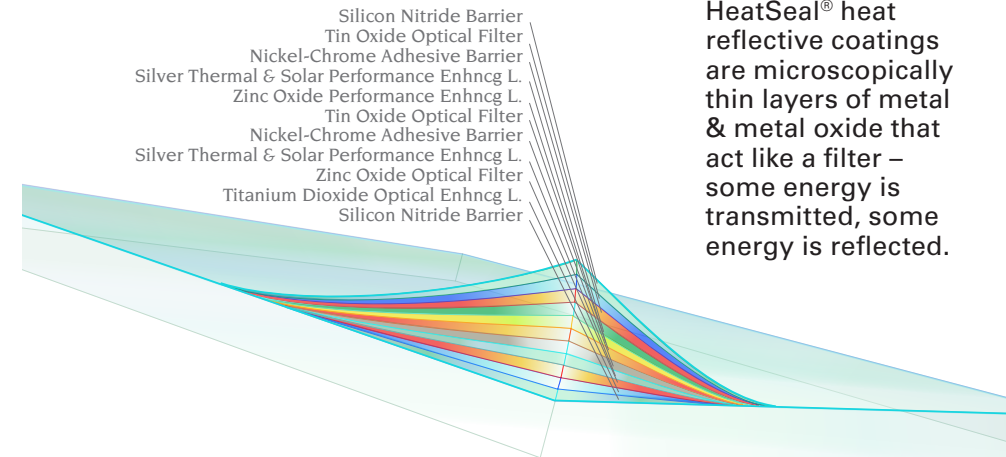 Silicon Nitride Barrier
Tin Oxide Optical Filter
Nickel-Chrome Adhesive Barrier
Silver Thermal & Solar Performance Enhncg L.
Zinc Oxide Performance Enhncg L.
Tin Oxide Optical Filter
Nickel-Chrome Adhesive Barrier
Silver Thermal & Solar Performance Enhncg L.
Zinc Oxide Optical Filter
Titanium Dioxide Optical Enhncg L.
Silicon Nitride Barrier
HeatSeal® heat
reflective coatings
are microscopically
thin layers of metal
& metal oxide that
act like a filter –
some energy is
transmitted, some
energy is reflected.